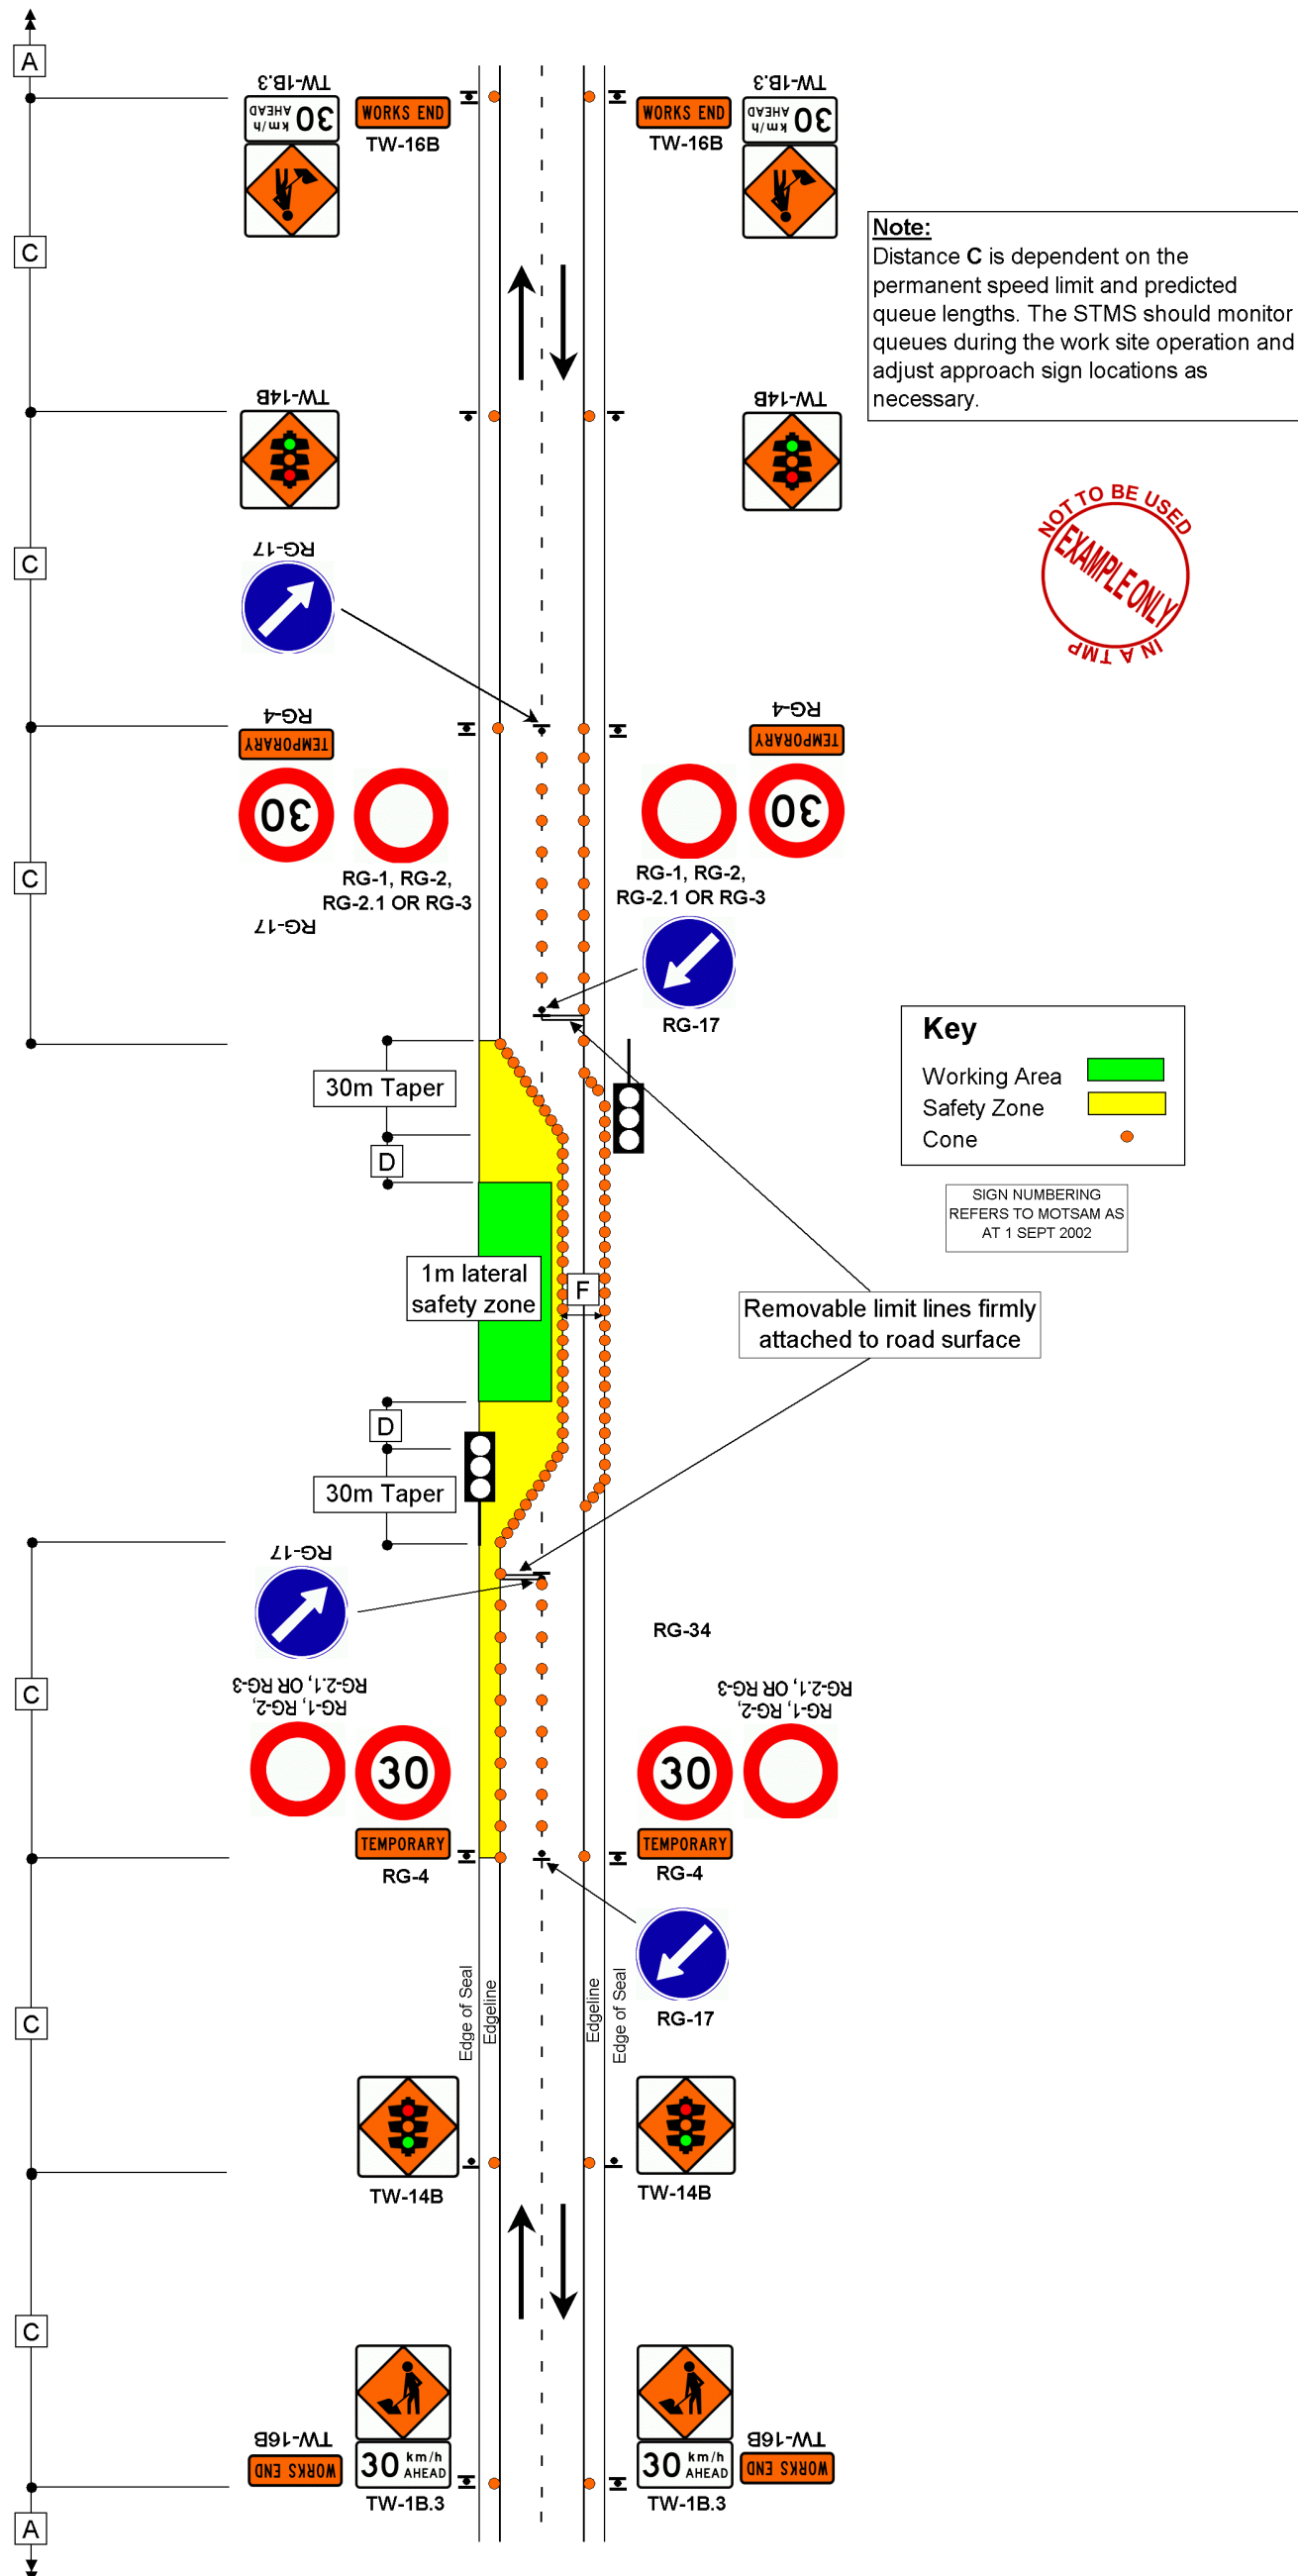 A
TW-1B.3
30 km/h
AHEAD
WORKS END
TW-16B
WORKS END
TW-16B
TW-1B.3
30 km/h
AHEAD
C
Note:
Distance C is dependent on the
permanent speed limit and predicted
queue lengths. The STMS should monitor
queues during the work site operation and
adjust approach sign locations as
necessary.
TW-14B
TW-14B
NOT TO BE USED
EXAMPLE ONLY
IN A TMP
C
RG-17
RG-4
TEMPORARY
30
RG-4
TEMPORARY
30
C
RG-1, RG-2,
RG-2.1 OR RG-3
RG-1, RG-2,
RG-2.1 OR RG-3
RG-17
RG-17
Key
Working Area
Safety Zone
Cone
30m Taper
D
SIGN NUMBERING
REFERS TO MOTSAM AS
AT 1 SEPT 2002
1m lateral
safety zone
F
Removable limit lines firmly
attached to road surface
D
30m Taper
RG-17
RG-34
C
RG-1, RG-2,
RG-2.1, OR RG-3
RG-1, RG-2,
RG-2.1, OR RG-3
30
TEMPORARY
RG-4
30
TEMPORARY
RG-4
Edge of Seal
Edgeline
Edgeline
Edge of Seal
RG-17
C
TW-14B
TW-14B
C
TW-16B
WORKS END
30 km/h
AHEAD
TW-1B.3
30 km/h
AHEAD
TW-1B.3
TW-16B
WORKS END
A